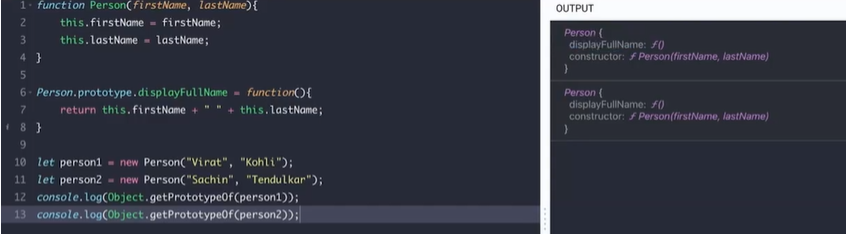 1 function Person(firstName, lastName){
2 this.firstName = firstName;
3 this.lastName = lastName;
4 }
5
6 Person.prototype.displayFullName = function(){
7 return this.firstName + " " + this.lastName;
8 }
9
10 let person1 = new Person("Virat", "Kohli");
11 let person2 = new Person("Sachin", "Tendulkar");
12 console.log(Object.getPrototypeOf(person1));
13 console.log(Object.getPrototypeOf(person2));
OUTPUT
Person {
displayFullName: ƒ()
constructor: ƒ Person(firstName, lastName)
}
Person {
displayFullName: ƒ()
constructor: ƒ Person(firstName, lastName)
}